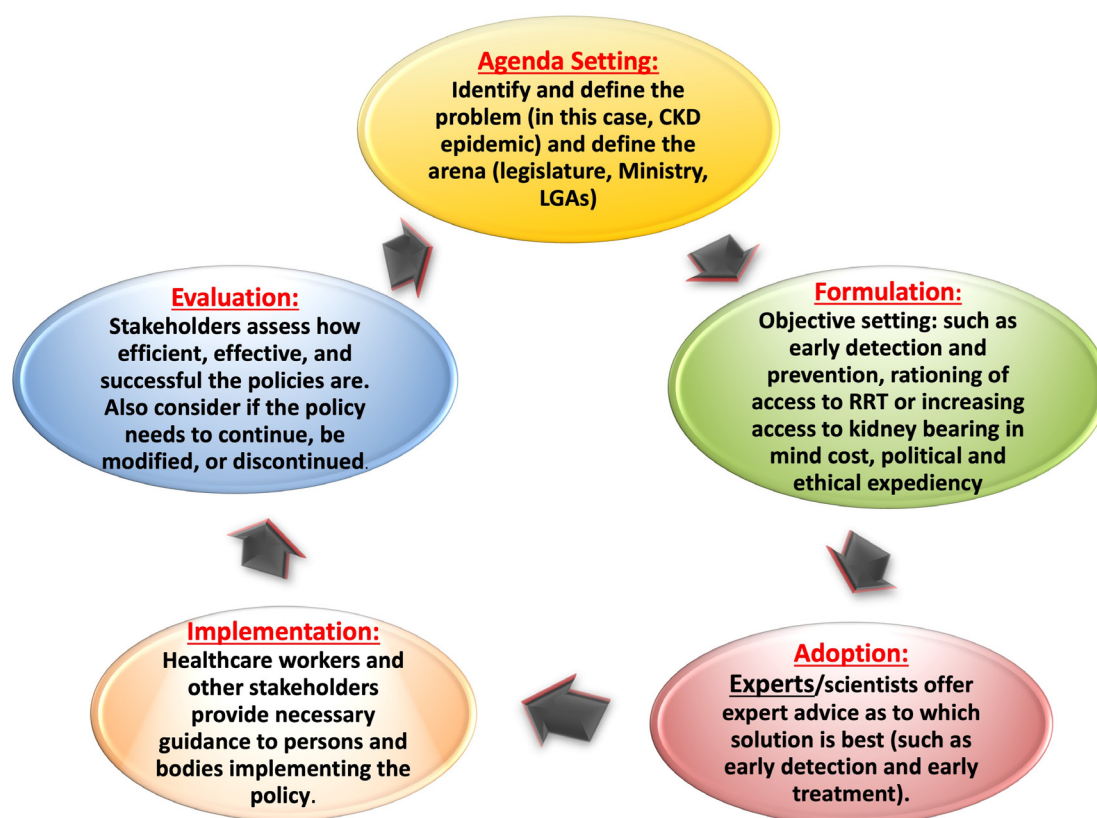 Agenda Setting:
Identify and define the
problem (in this case, CKD
epidemic) and define the
arena (legislature, Ministry,
LGAs)
Formulation:
Objective setting: such as
early detection and
prevention, rationing of
access to RRT or increasing
access to kidney bearing in
mind cost, political and
ethical expediency
Adoption:
Experts/scientists offer
expert advice as to which
solution is best (such as
early detection and early
treatment).
Implementation:
Healthcare workers and
other stakeholders
provide necessary
guidance to persons and
bodies implementing the
policy.
Evaluation:
Stakeholders assess how
efficient, effective, and
successful the policies are.
Also consider if the policy
needs to continue, be
modified, or discontinued.